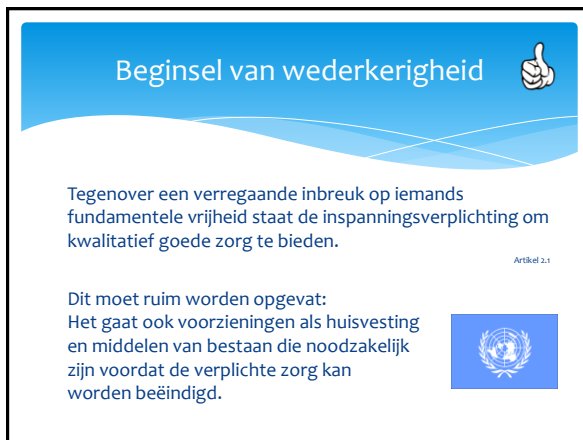 Beginsel van wederkerigheid
Tegenover een verregaande inbreuk op iemands
fundamentele vrijheid staat de inspanningsverplichting om
kwalitatief goede zorg te bieden.
Artikel 2.1
Dit moet ruim worden opgevat:
Het gaat ook voorzieningen als huisvesting
en middelen van bestaan die noodzakelijk
zijn voordat de verplichte zorg kan
worden beëindigd.